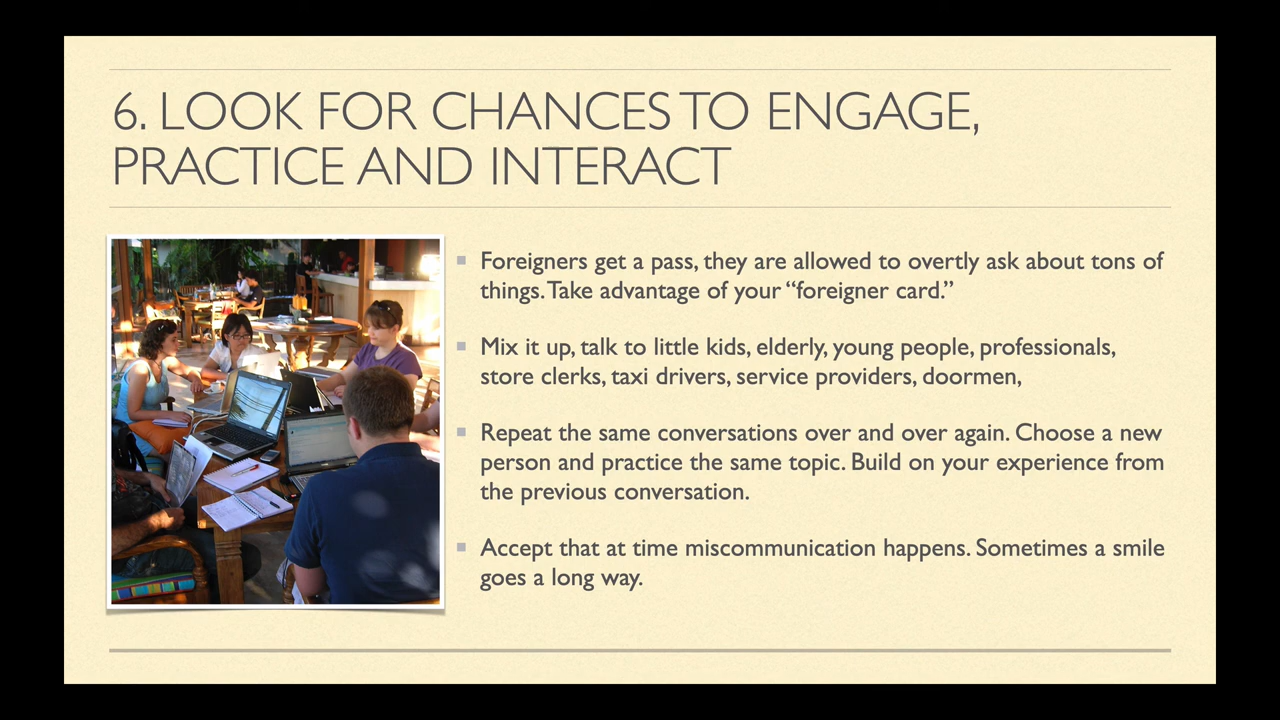 6. LOOK FOR CHANCES TO ENGAGE,
PRACTICE AND INTERACT
Foreigners get a pass, they are allowed to overtly ask about tons of
things. Take advantage of your “foreigner card.”
Mix it up, talk to little kids, elderly, young people, professionals,
store clerks, taxi drivers, service providers, doormen,
Repeat the same conversations over and over again. Choose a new
person and practice the same topic. Build on your experience from
the previous conversation.
Accept that at time miscommunication happens. Sometimes a smile
goes a long way.